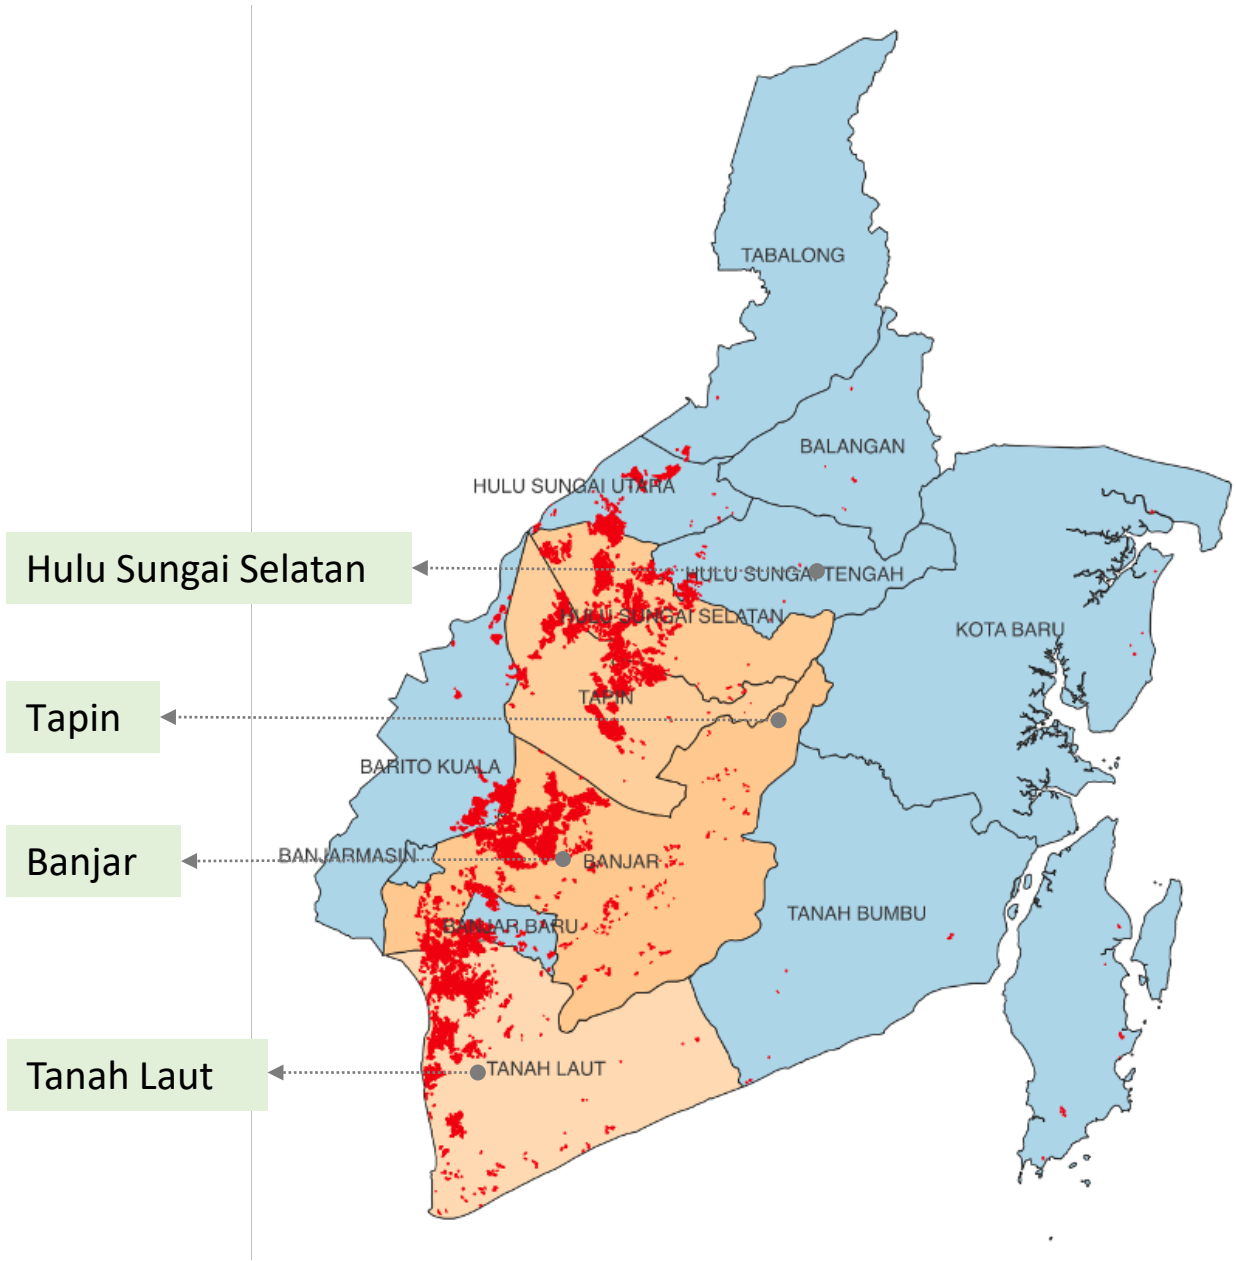 TABALONG
BALANGAN
HULU SUNGAI UTARA
Hulu Sungai Selatan
HULU SUNGAI TENGAH
HULU SUNGAI SELATAN
KOTA BARU
TAPIN
Tapin
BARITO KUALA
BANJARMASIN
Banjar
BANJAR
TANAH BUMBU
BANJAR BARU
Tanah Laut
TANAH LAUT